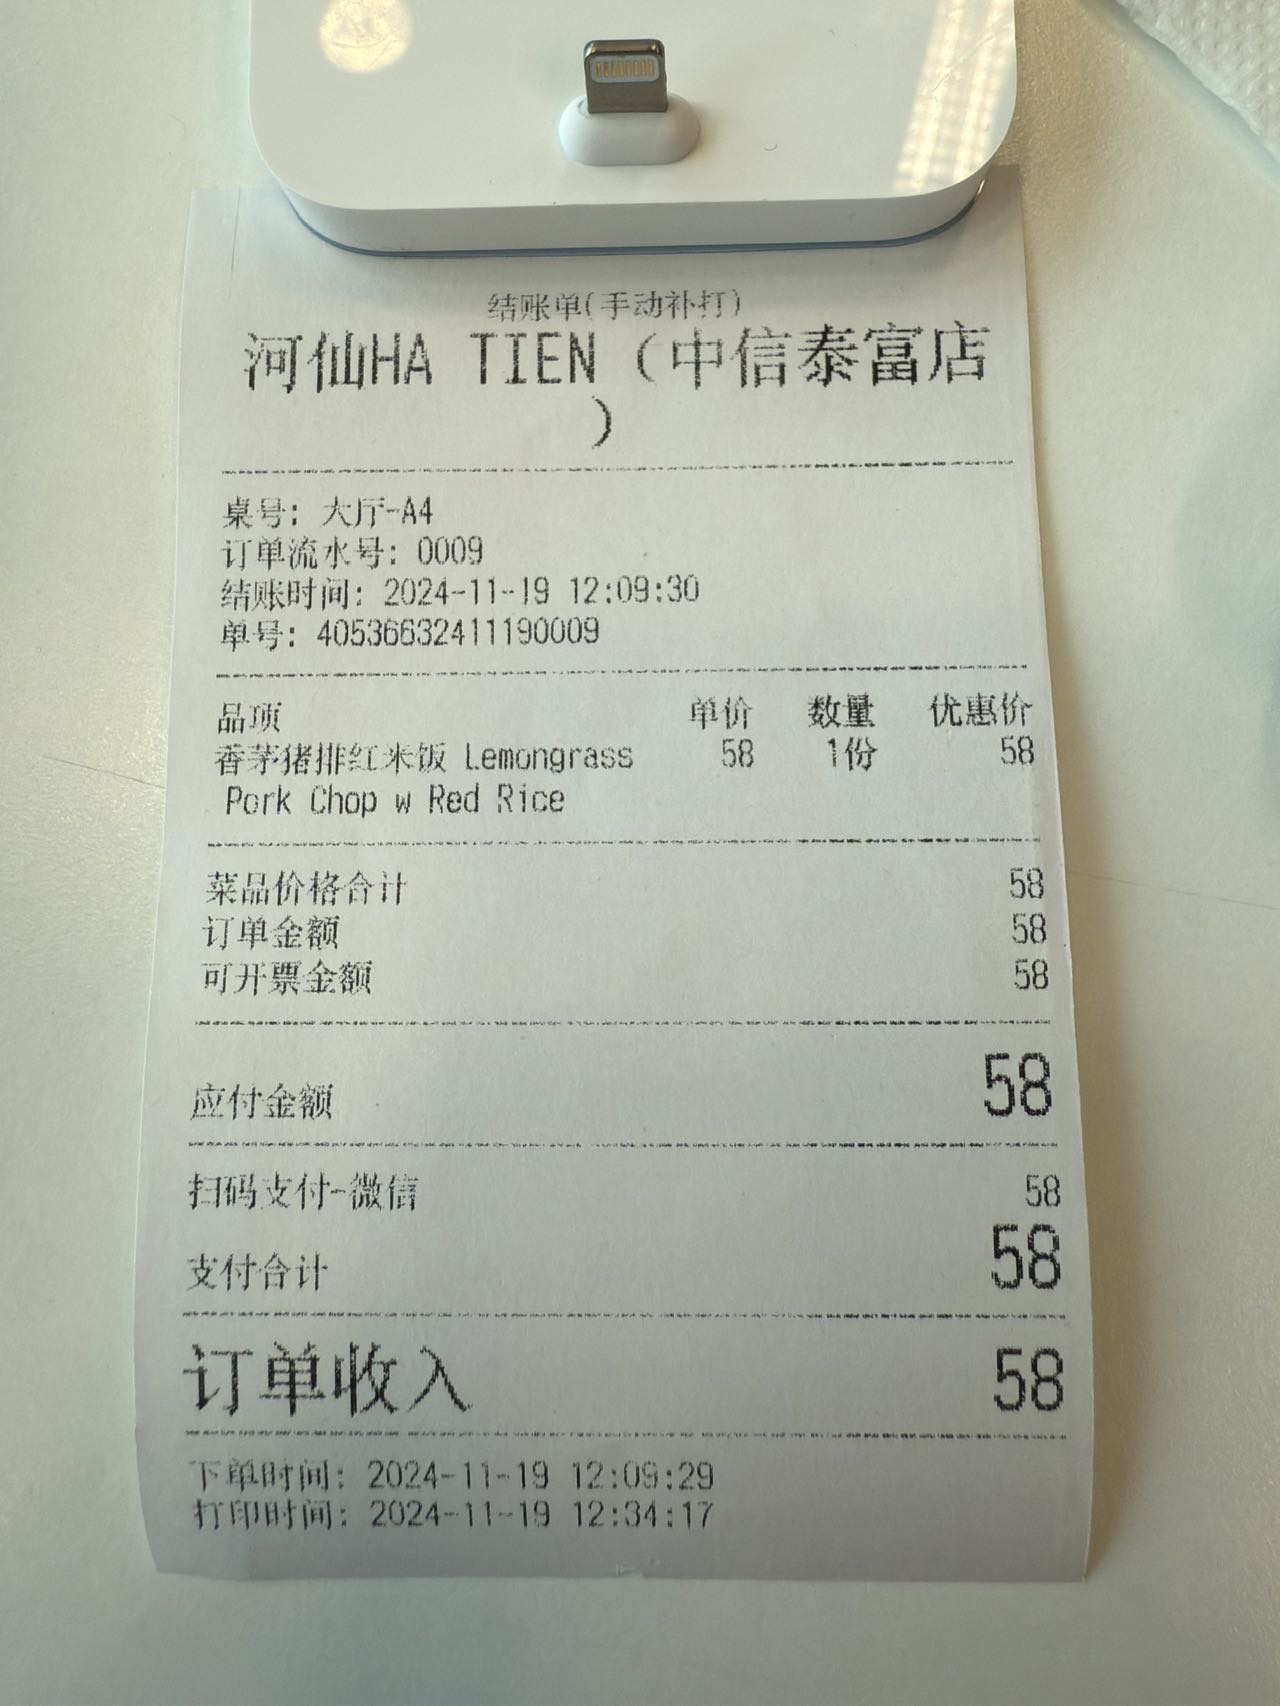 结账单(手动补打)
河仙HA TIEN（中信泰富店
）
桌号: 大厅-A4
订单流水号: 0009
结账时间: 2024-11-19 12:09:30
单号: 40536632411190009
品项 单价 数量 优惠价
香茅猪排红米饭 Lemongrass 58 1份 58
Pork Chop w Red Rice
菜品价格合计 58
订单金额 58
可开票金额 58
应付金额 58
扫码支付-微信 58
支付合计 58
订单收入 58
下单时间: 2024-11-19 12:09:29
打印时间: 2024-11-19 12:34:17